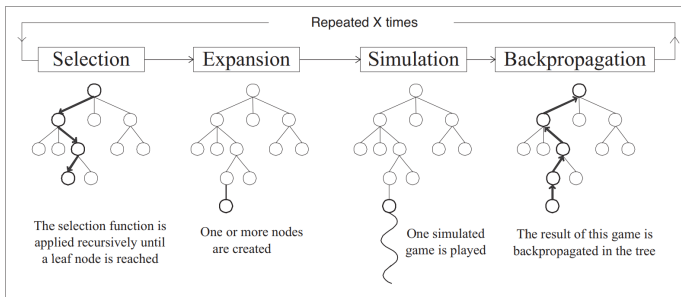 Repeated X times
Selection
Expansion
Simulation
Backpropagation
The selection function is
applied recursively until
a leaf node is reached
One or more nodes
are created
One simulated
game is played
The result of this game is
backpropagated in the tree